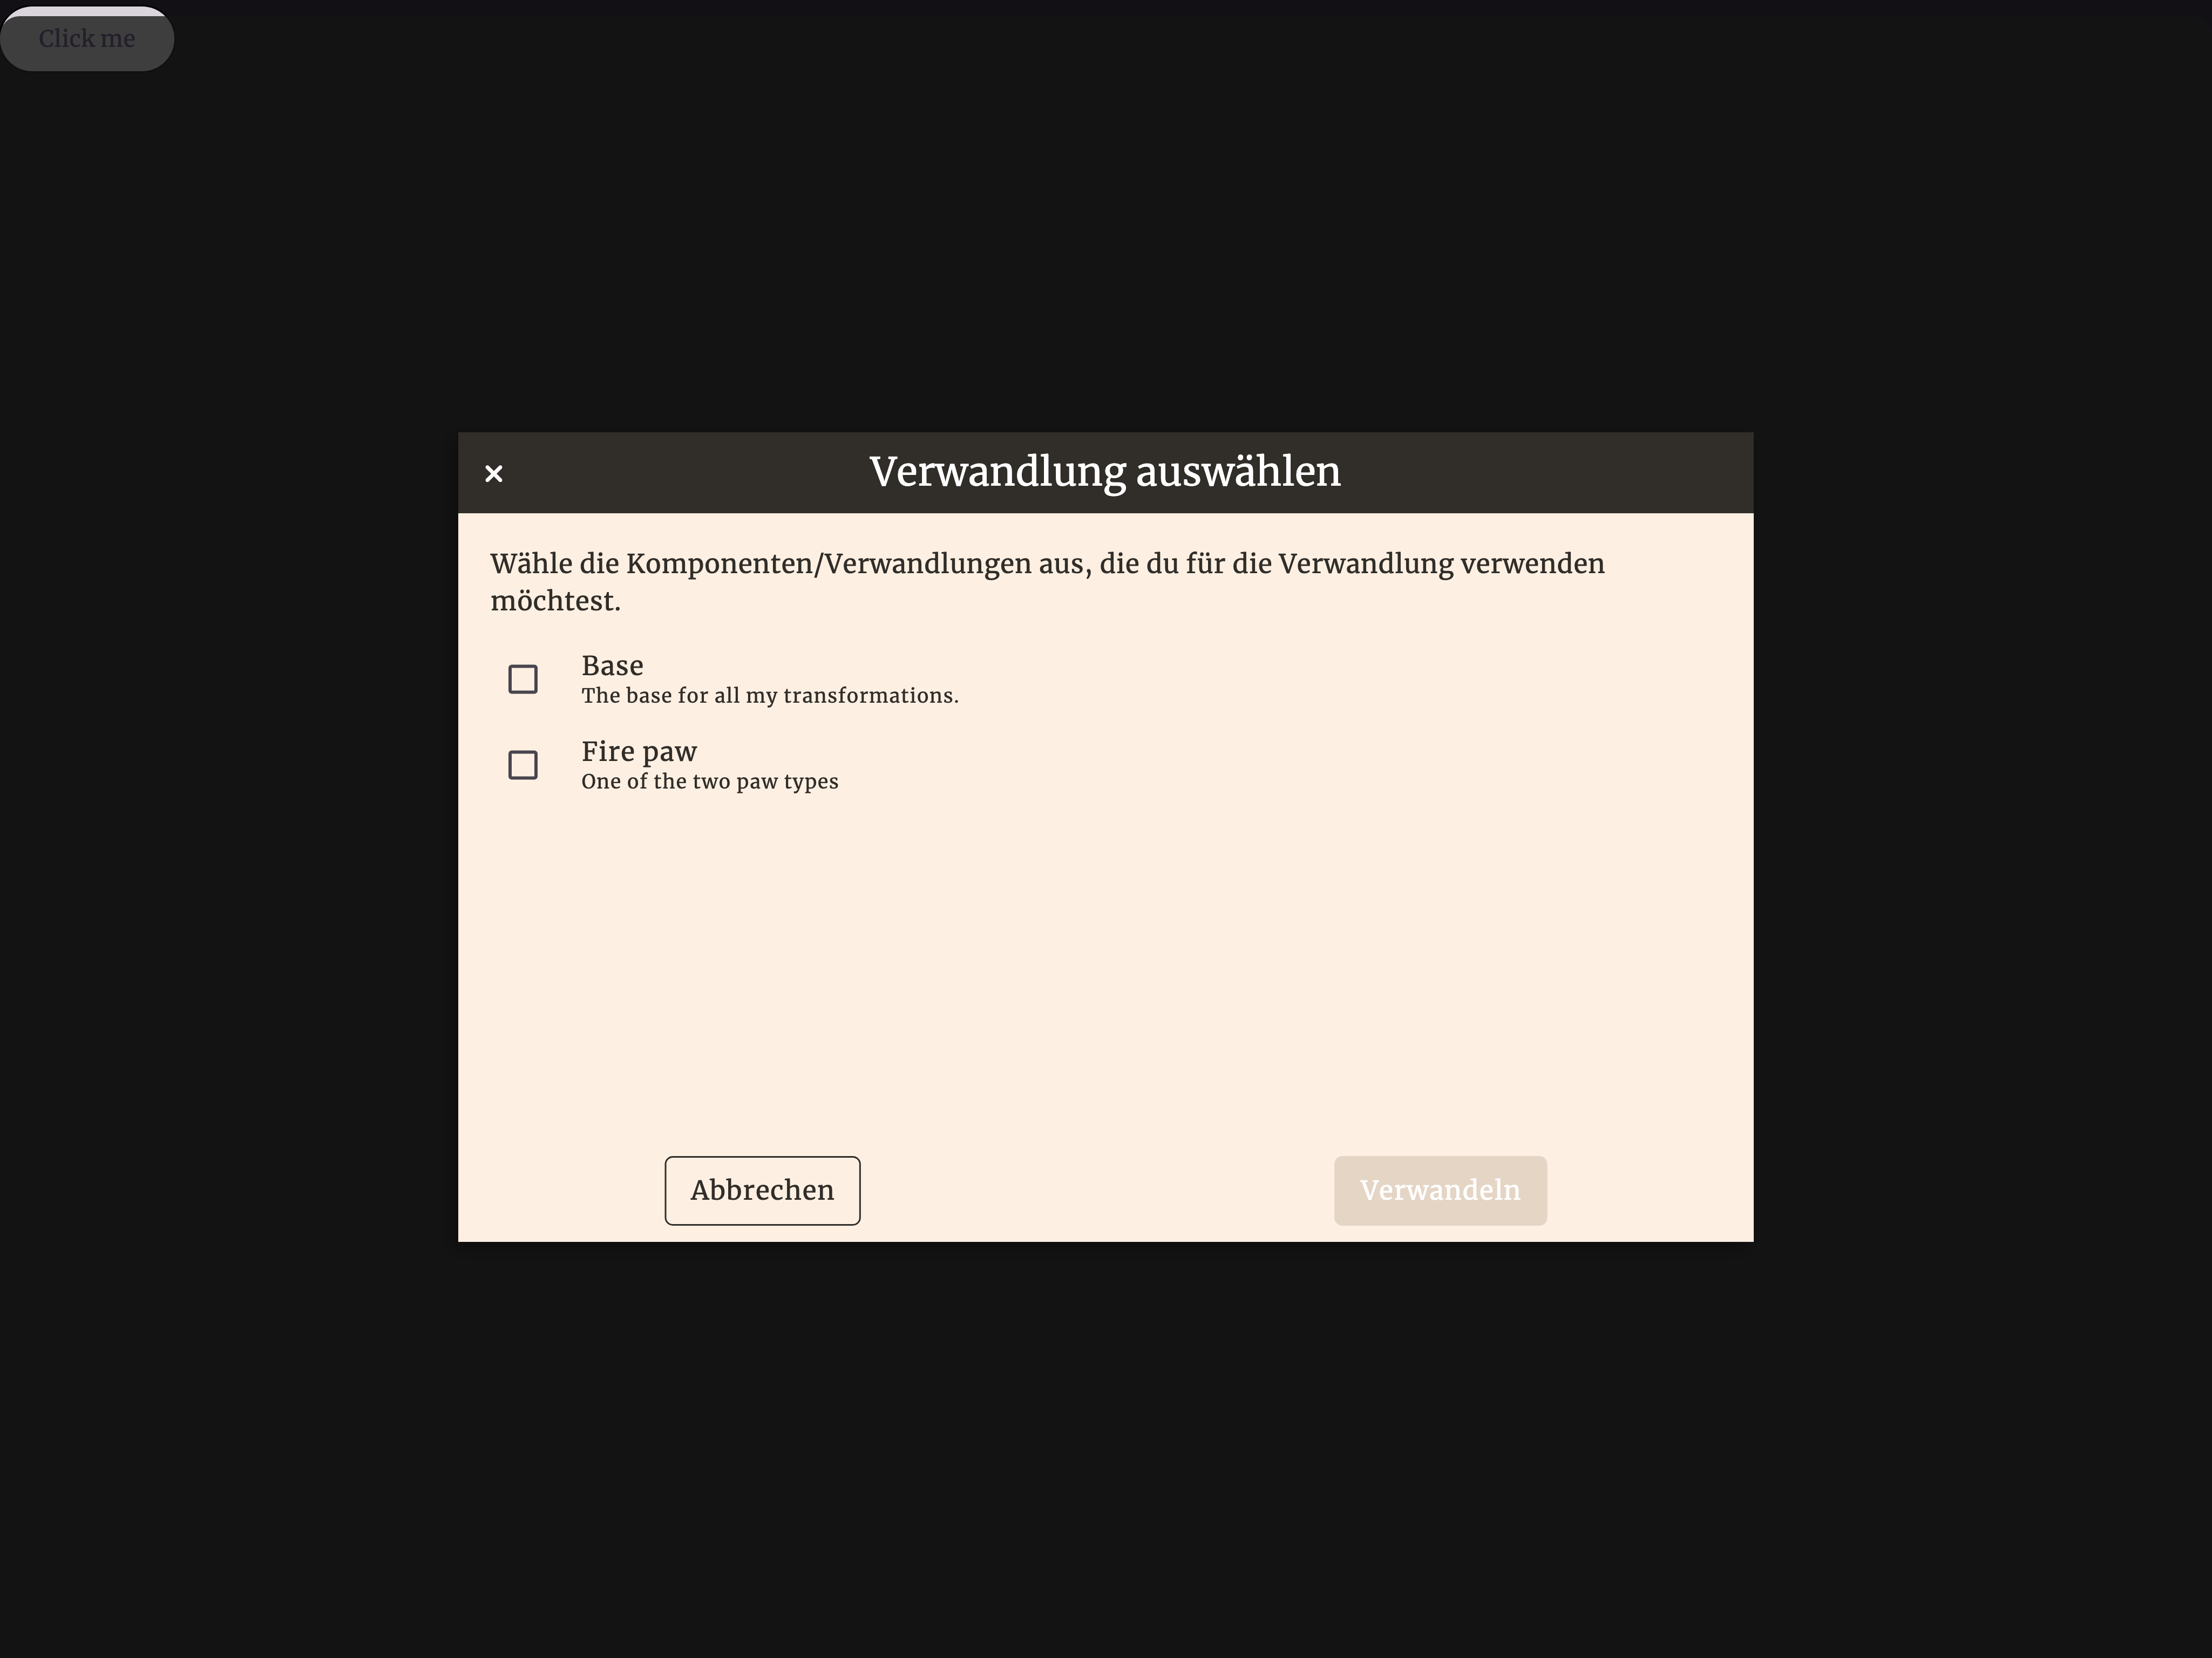 Click me
Verwandlung auswählen
Wähle die Komponenten/Verwandlungen aus, die du für die Verwandlung verwenden
möchtest.
Base
The base for all my transformations.
Fire paw
One of the two paw types
Abbrechen
Verwandeln